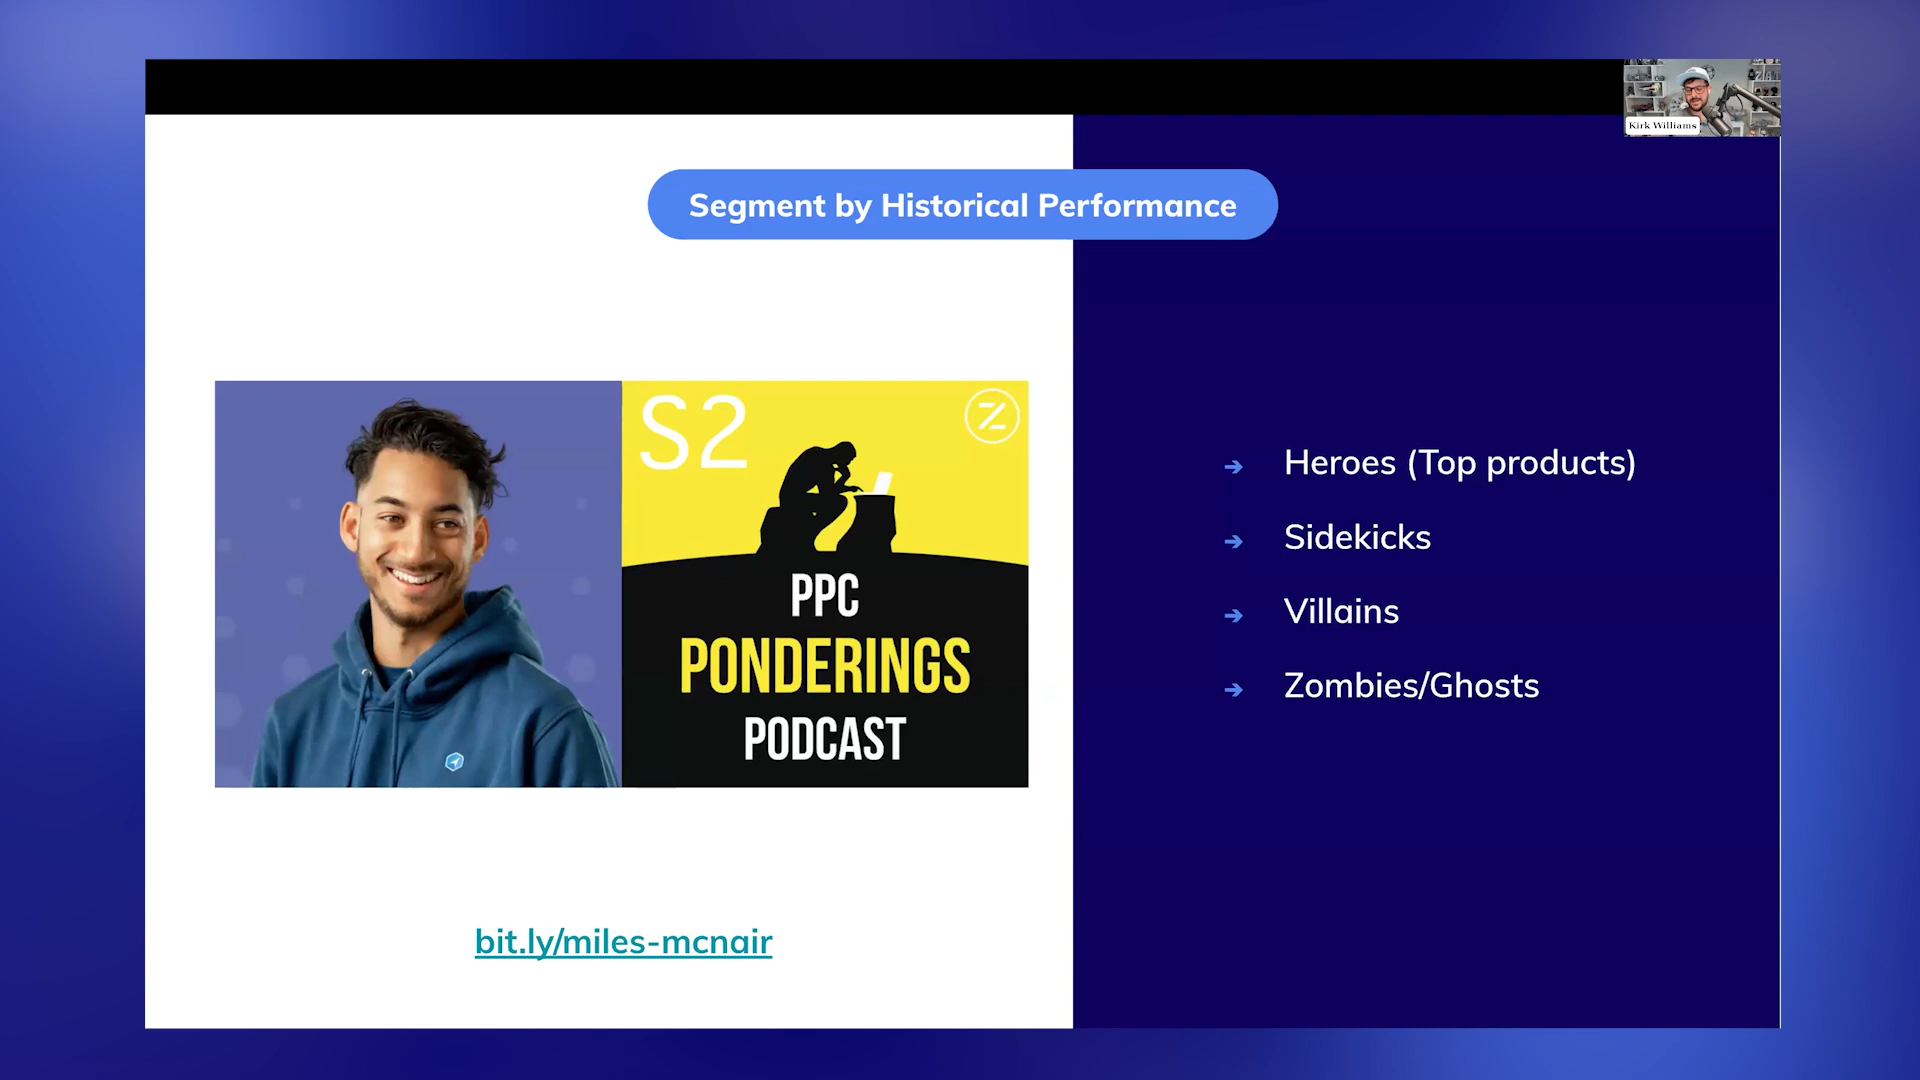 Kirk Williams
Segment by Historical Performance
S2
PPC
PONDERINGS
PODCAST
bit.ly/miles-mcnair
➔ Heroes (Top products)
➔ Sidekicks
➔ Villains
➔ Zombies/Ghosts